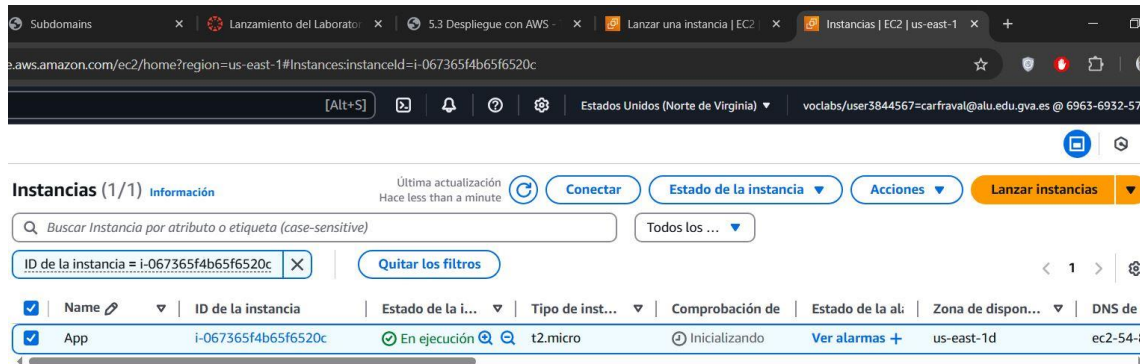 Subdomains Lanzamiento del Laborator 5.3 Despliegue con AWS - Lanzar una instancia | EC2 | Instancias | EC2 | us-east-1
e.aws.amazon.com/ec2/home?region=us-east-1#Instances:instanceId=i-067365f4b65f6520c
[Alt+S] Estados Unidos (Norte de Virginia) voclabs/user3844567=carfraval@alu.edu.gva.es @ 6963-6932-57
Instancias (1/1) Información Última actualización Hace less than a minute Conectar Estado de la instancia Acciones Lanzar instancias
Buscar Instancia por atributo o etiqueta (case-sensitive) Todos los ...
ID de la instancia = i-067365f4b65f6520c Quitar los filtros 1
Name ID de la instancia Estado de la i... Tipo de inst... Comprobación de Estado de la ala Zona de dispon... DNS de
App i-067365f4b65f6520c En ejecución t2.micro Inicializando Ver alarmas + us-east-1d ec2-54-